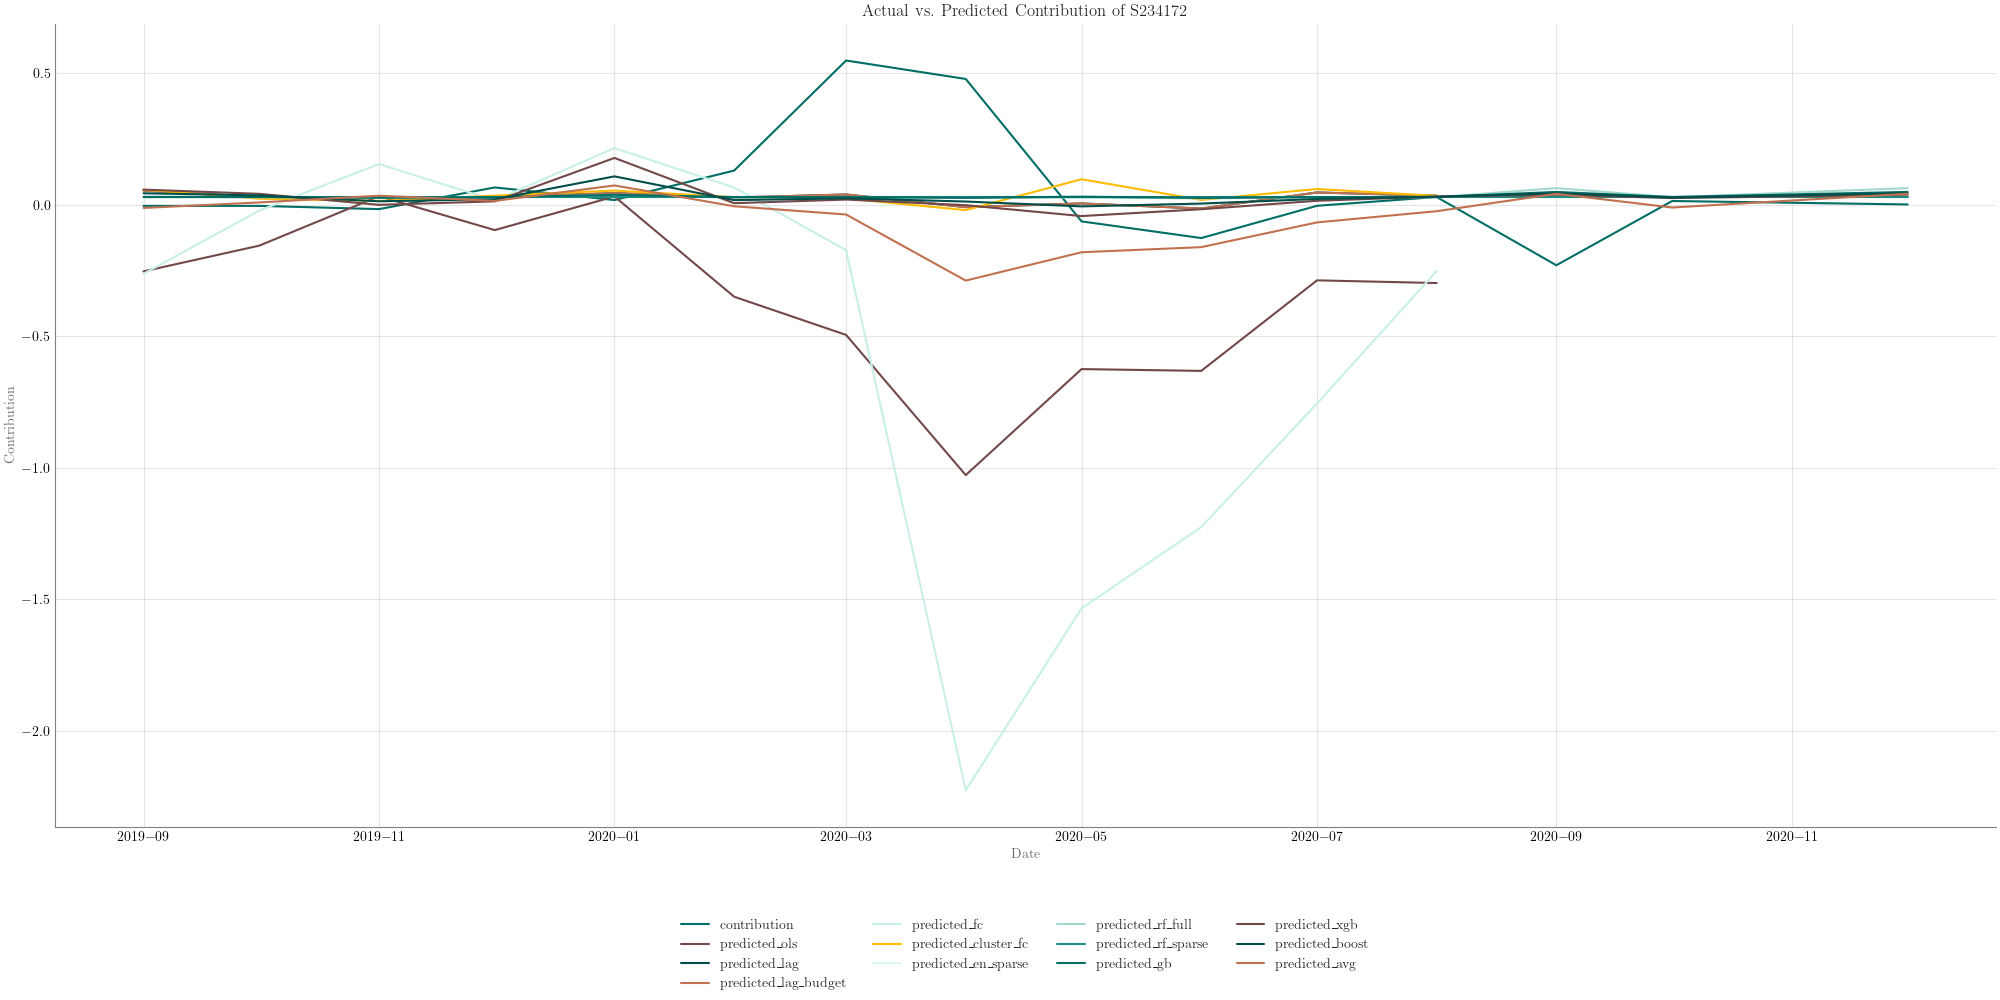 Actual vs. Predicted Contribution of S234172
0.5
0.0
−0.5
−1.0
−1.5
−2.0
Contribution
2019−09
2019−11
2020−01
2020−03
2020−05
2020−07
2020−09
2020−11
Date
contribution
predicted_ols
predicted_lag
predicted_lag_budget
predicted_fc
predicted_cluster_fc
predicted_en_sparse
predicted_rf_full
predicted_rf_sparse
predicted_gb
predicted_xgb
predicted_boost
predicted_avg